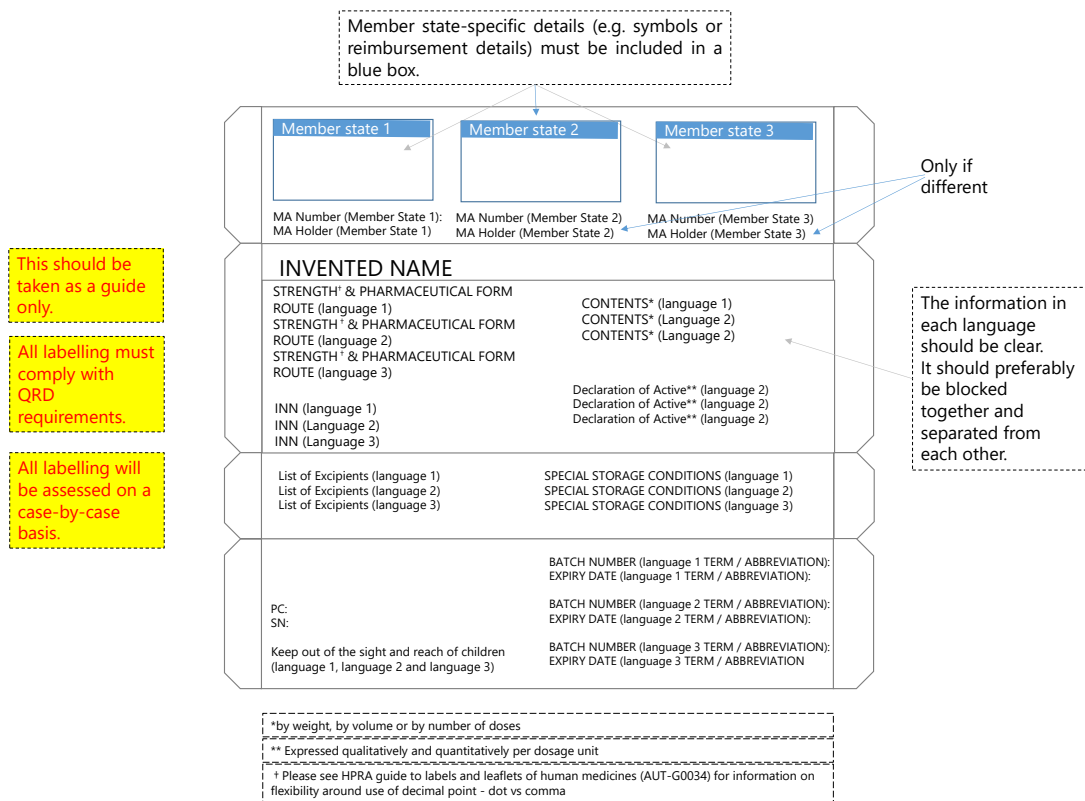 Member state-specific details (e.g. symbols or
reimbursement details) must be included in a
blue box.
Member state 1
Member state 2
Member state 3
Only if
different
MA Number (Member State 1):
MA Holder (Member State 1)
MA Number (Member State 2)
MA Holder (Member State 2)
MA Number (Member State 3)
MA Holder (Member State 3)
This should be
taken as a guide
only.
All labelling must
comply with
QRD
requirements.
All labelling will
be assessed on a
case-by-case
basis.
INVENTED NAME
STRENGTH† & PHARMACEUTICAL FORM
ROUTE (language 1)
STRENGTH † & PHARMACEUTICAL FORM
ROUTE (language 2)
STRENGTH † & PHARMACEUTICAL FORM
ROUTE (language 3)
CONTENTS* (language 1)
CONTENTS* (Language 2)
CONTENTS* (Language 2)
INN (language 1)
INN (Language 2)
INN (Language 3)
Declaration of Active** (language 2)
Declaration of Active** (language 2)
Declaration of Active** (language 2)
The information in
each language
should be clear.
It should preferably
be blocked
together and
separated from
each other.
List of Excipients (language 1)
List of Excipients (language 2)
List of Excipients (language 3)
SPECIAL STORAGE CONDITIONS (language 1)
SPECIAL STORAGE CONDITIONS (language 2)
SPECIAL STORAGE CONDITIONS (language 3)
BATCH NUMBER (language 1 TERM / ABBREVIATION):
EXPIRY DATE (language 1 TERM / ABBREVIATION):
BATCH NUMBER (language 2 TERM / ABBREVIATION):
EXPIRY DATE (language 2 TERM / ABBREVIATION):
BATCH NUMBER (language 3 TERM / ABBREVIATION):
EXPIRY DATE (language 3 TERM / ABBREVIATION
PC:
SN:
Keep out of the sight and reach of children
(language 1, language 2 and language 3)
*by weight, by volume or by number of doses
** Expressed qualitatively and quantitatively per dosage unit
† Please see HPRA guide to labels and leaflets of human medicines (AUT-G0034) for information on
flexibility around use of decimal point - dot vs comma